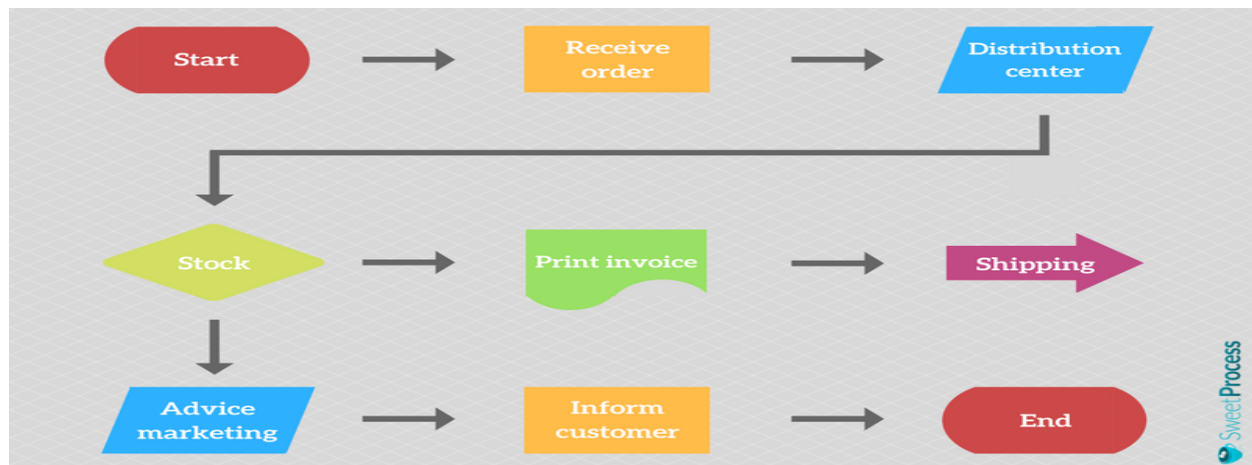 Start
Receive
order
Distribution
center
Stock
Print invoice
Shipping
Advice
marketing
Inform
customer
End
SweetProcess